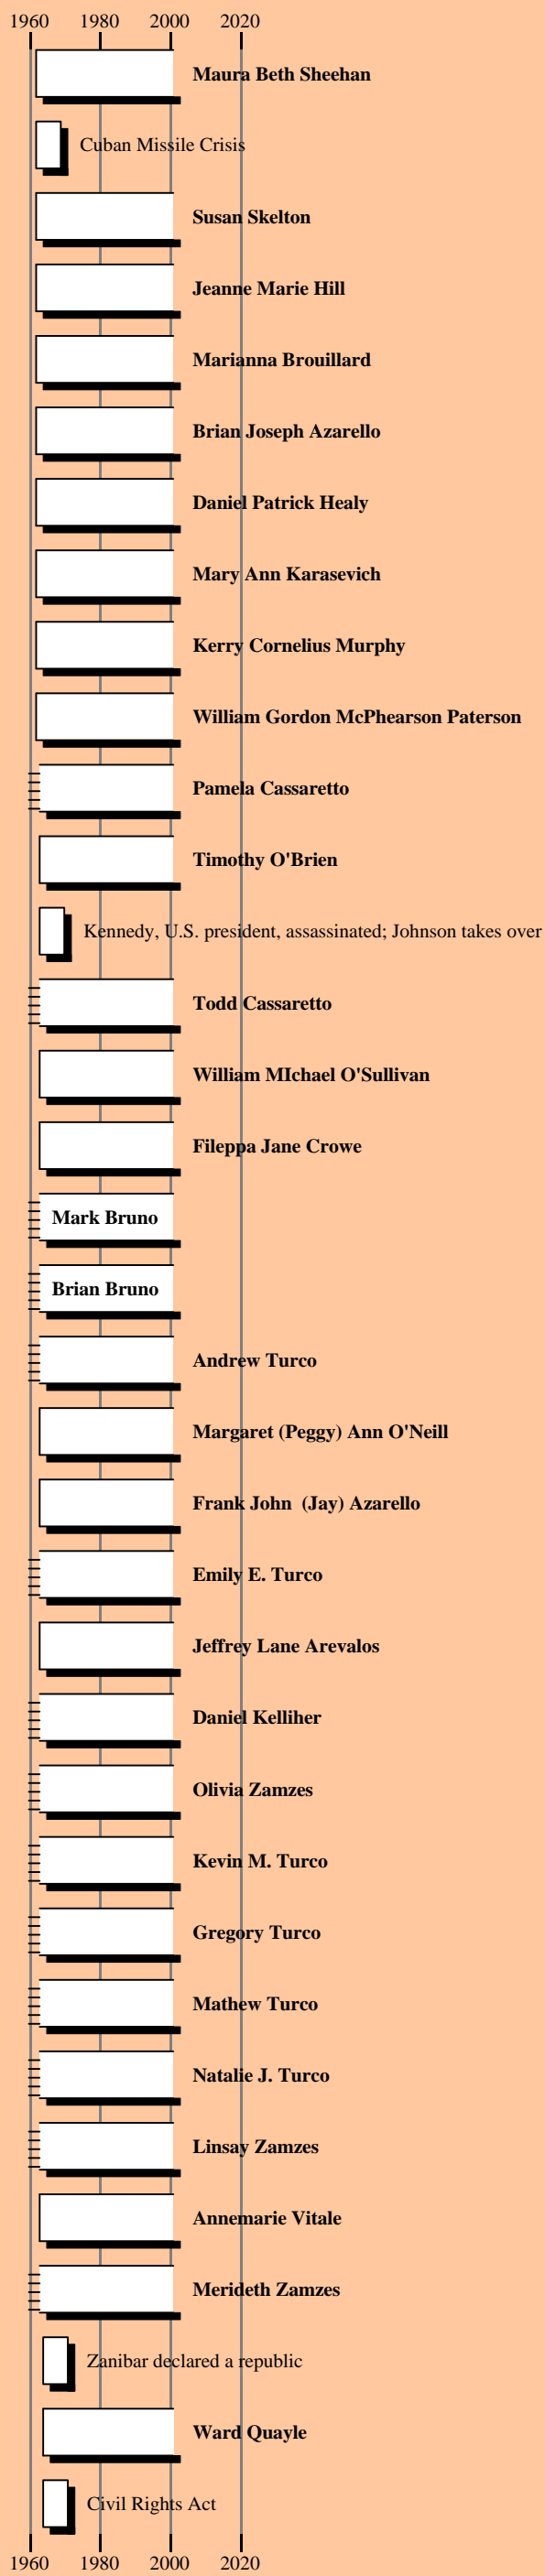 1960 1980 2000 2020
Maura Beth Sheehan
Cuban Missile Crisis
Susan Skelton
Jeanne Marie Hill
Marianna Brouillard
Brian Joseph Azarello
Daniel Patrick Healy
Mary Ann Karasevich
Kerry Cornelius Murphy
William Gordon McPhearson Paterson
Pamela Cassaretto
Timothy O'Brien
Kennedy, U.S. president, assassinated; Johnson takes over
Todd Cassaretto
William MIchael O'Sullivan
Fileppa Jane Crowe
Mark Bruno
Brian Bruno
Andrew Turco
Margaret (Peggy) Ann O'Neill
Frank John  (Jay) Azarello
Emily E. Turco
Jeffrey Lane Arevalos
Daniel Kelliher
Olivia Zamzes
Kevin M. Turco
Gregory Turco
Mathew Turco
Natalie J. Turco
Linsay Zamzes
Annemarie Vitale
Merideth Zamzes
Zanibar declared a republic
Ward Quayle
Civil Rights Act
1960 1980 2000 2020